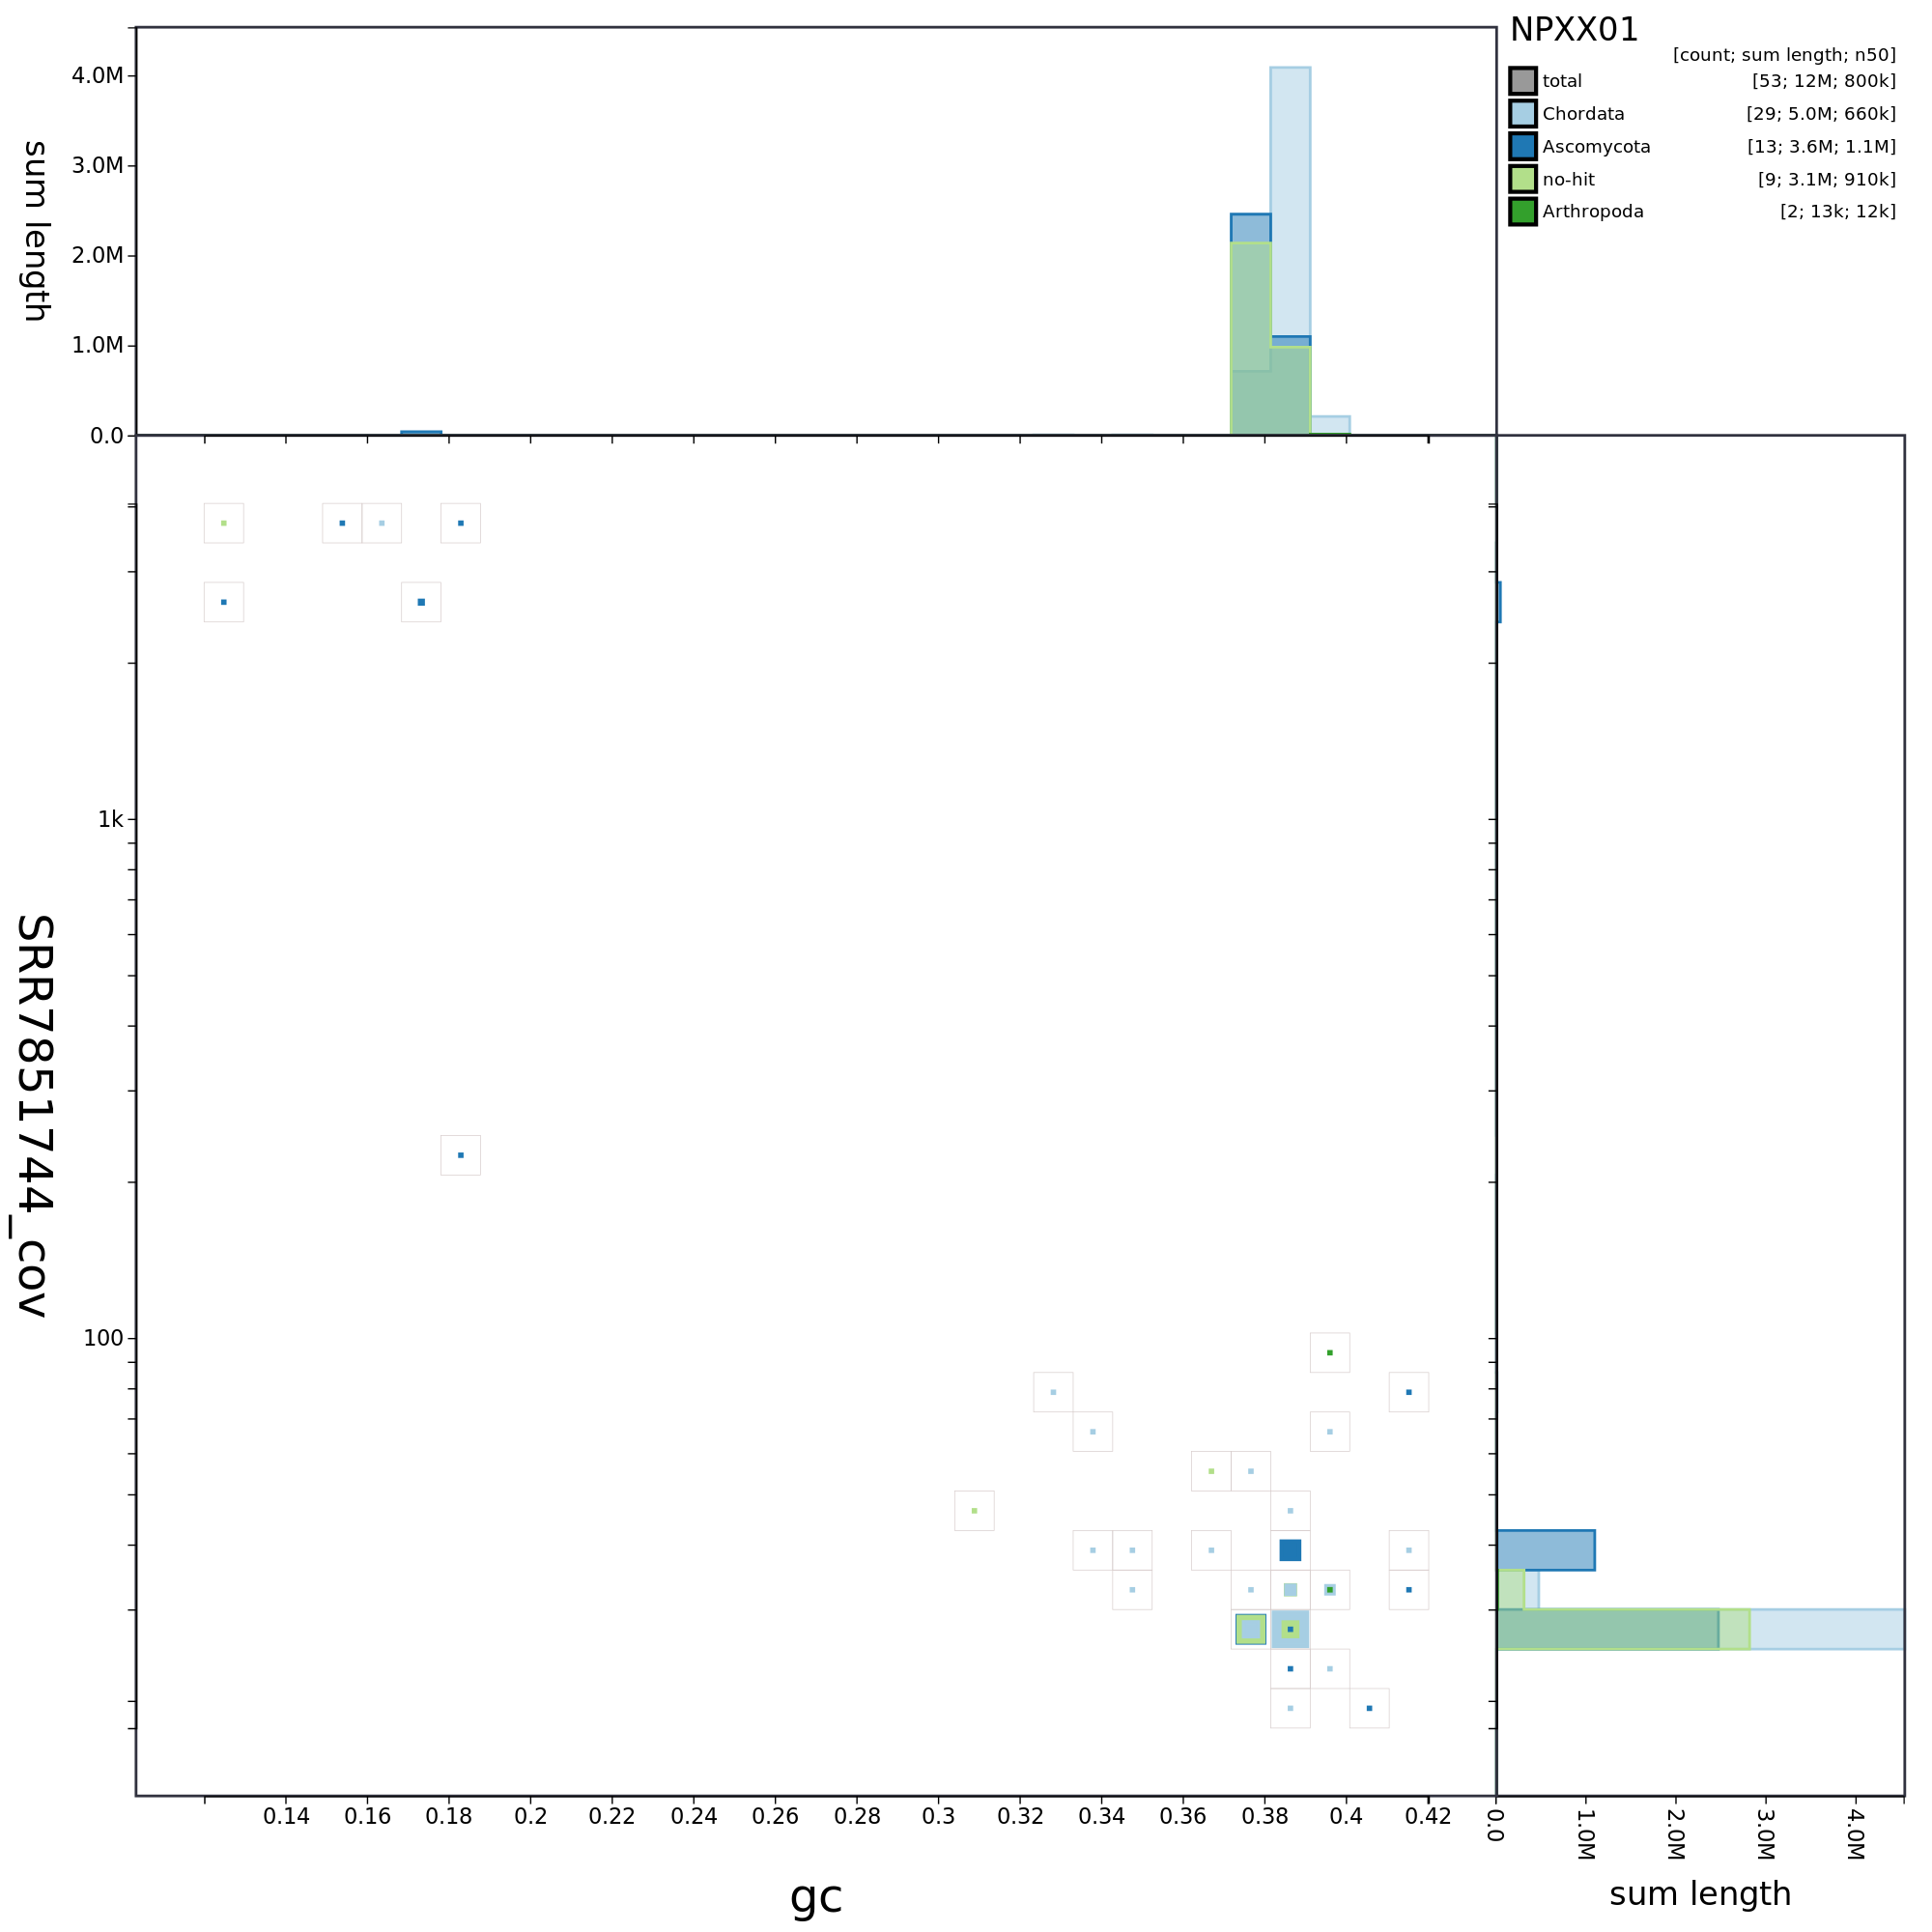 NPXX01
[count; sum length; n50]
total [53; 12M; 800k]
Chordata [29; 5.0M; 660k]
Ascomycota [13; 3.6M; 1.1M]
no-hit [9; 3.1M; 910k]
Arthropoda [2; 13k; 12k]
sum length
4.0M
3.0M
2.0M
1.0M
0.0
SRR7851744_cov
1k
100
0.14 0.16 0.18 0.2 0.22 0.24 0.26 0.28 0.3 0.32 0.34 0.36 0.38 0.4 0.42
gc
0.0 1.0M 2.0M 3.0M 4.0M
sum length